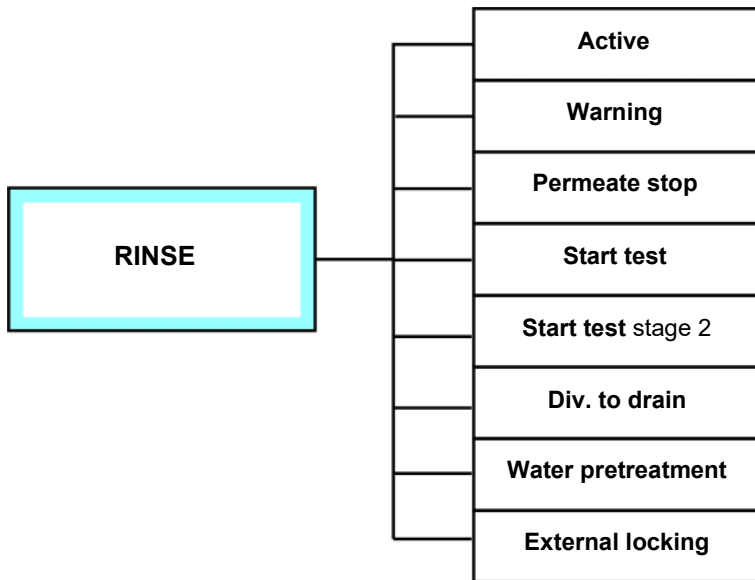 Active
Warning
Permeate stop
RINSE
Start test
Start test stage 2
Div. to drain
Water pretreatment
External locking